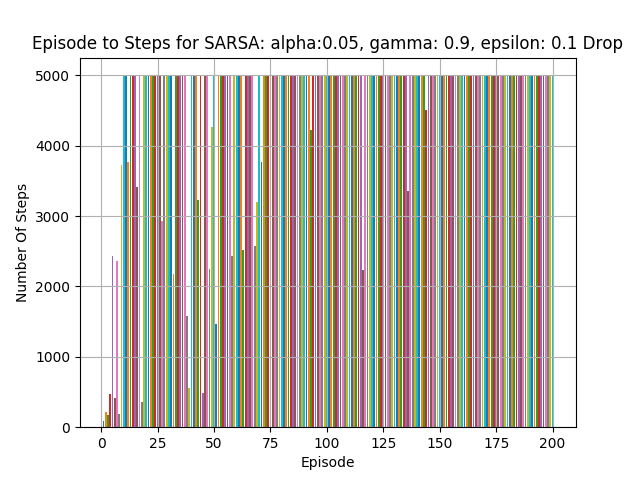 Episode to Steps for SARSA: alpha:0.05, gamma: 0.9, epsilon: 0.1 Drop
5000
4000
3000
2000
1000
0
Number Of Steps
0 25 50 75 100 125 150 175 200
Episode